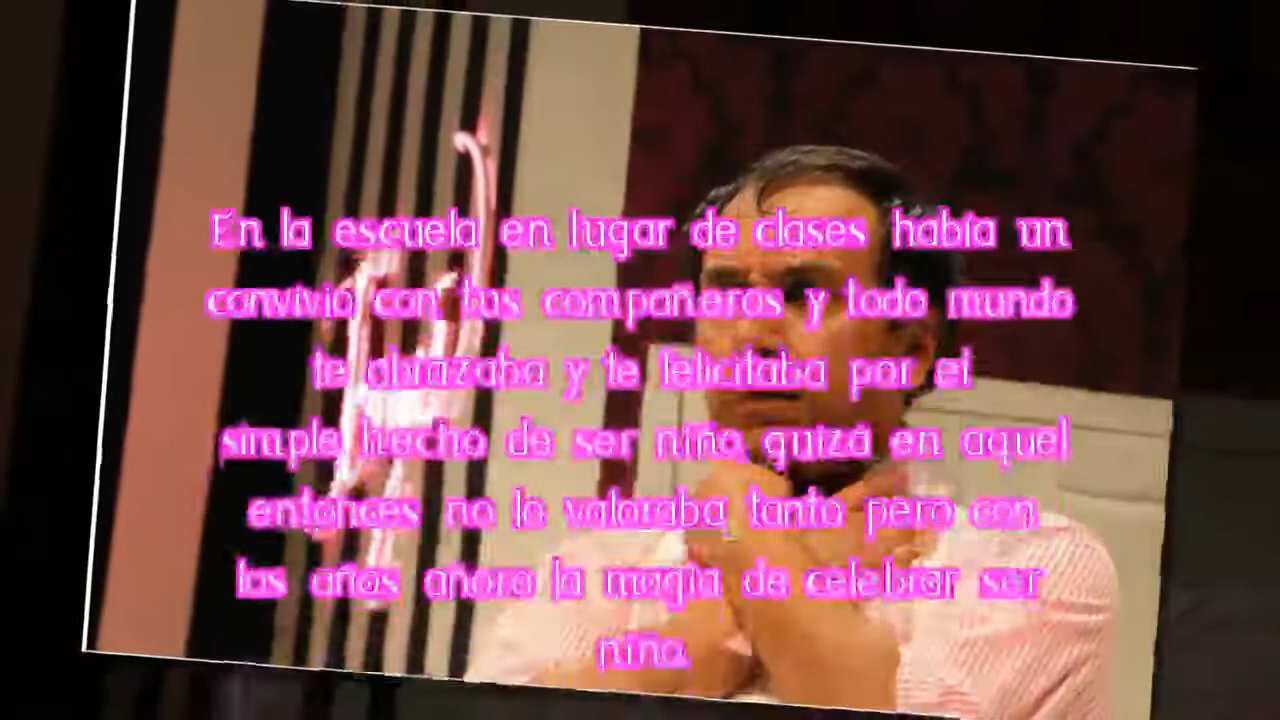 En la escuela en lugar de clases había un
convivio con tus compañeros y todo mundo
te abrazaba y te felicitaba por el
simple hecho de ser niño, quizá en aquel
entonces no lo valoraba tanto pero con
los años añoro la magia de celebrar ser
niño.